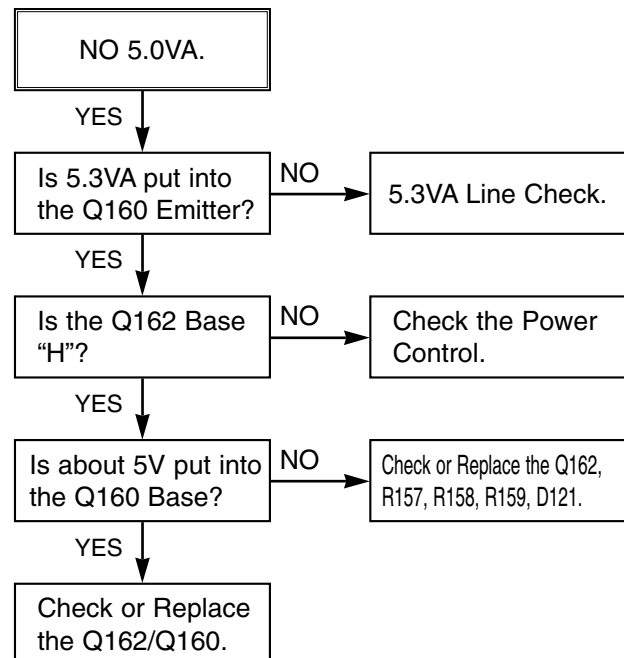 NO 5.0VA.
YES
Is 5.3VA put into
the Q160 Emitter?
NO
5.3VA Line Check.
YES
Is the Q162 Base
“H”?
NO
Check the Power
Control.
YES
Is about 5V put into
the Q160 Base?
NO
Check or Replace the Q162,
R157, R158, R159, D121.
YES
Check or Replace
the Q162/Q160.